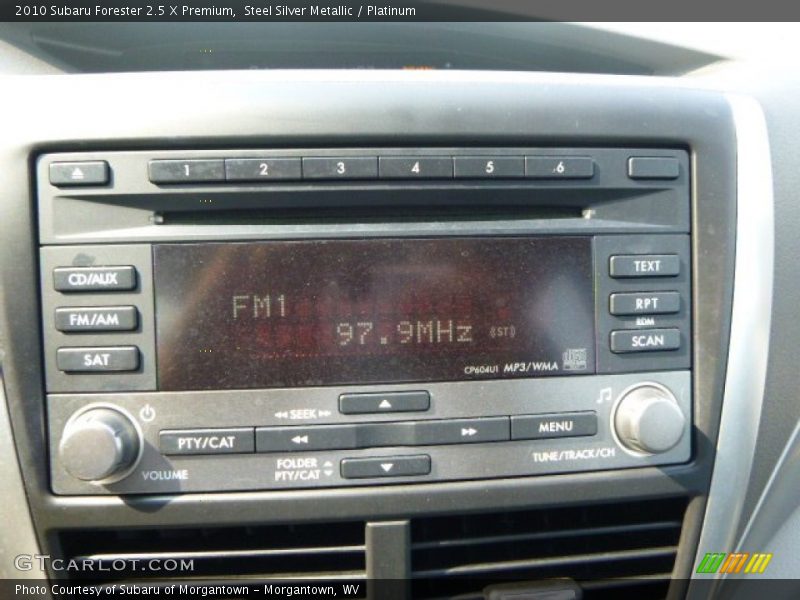 2010 Subaru Forester 2.5 X Premium,  Steel Silver Metallic / Platinum
1 2 3 4 5 6
CD/AUX
TEXT
FM/AM
RPT
RDM
SAT
SCAN
FM1
97.9MHz (ST)
CP604U1 MP3/WMA
SEEK
PTY/CAT
MENU
VOLUME
FOLDER
PTY/CAT
TUNE/TRACK/CH
GTCARLOT.COM
Photo Courtesy of Subaru of Morgantown - Morgantown, WV